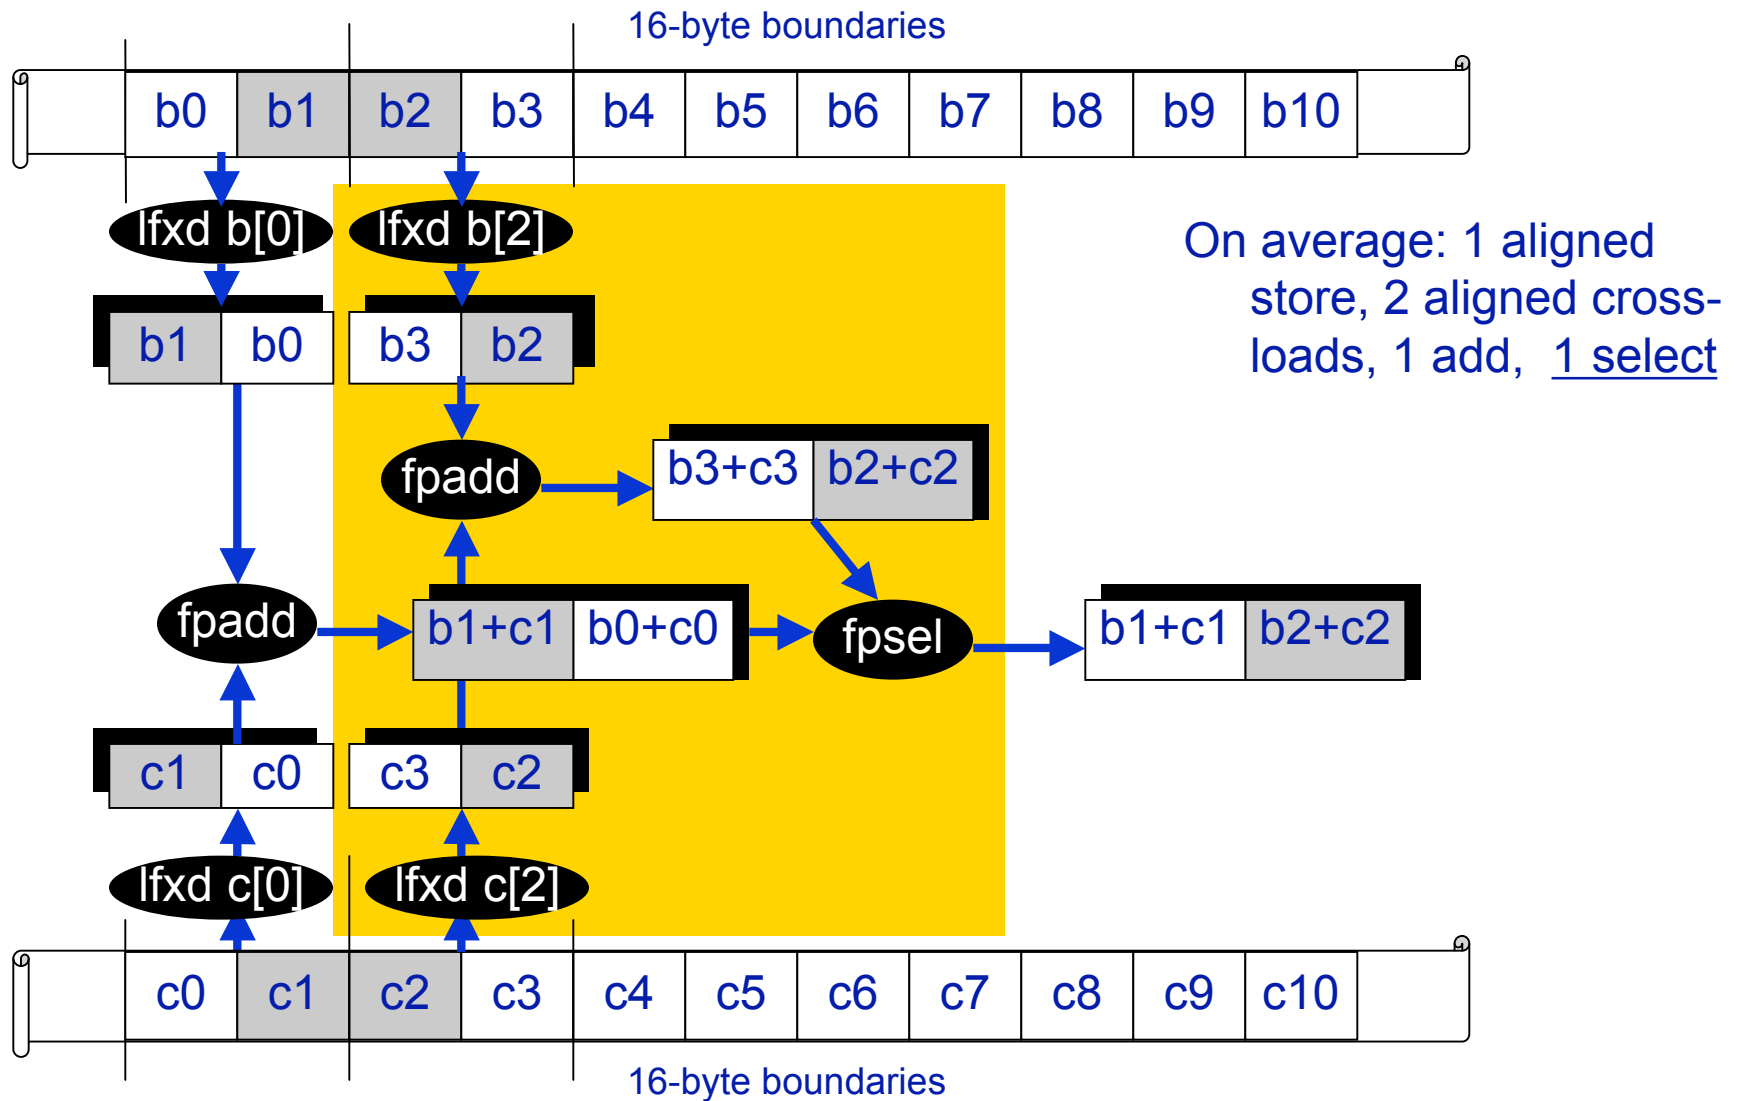 16-byte boundaries
b0 b1 b2 b3 b4 b5 b6 b7 b8 b9 b10
lfxd b[0] lfxd b[2]
On average: 1 aligned
store, 2 aligned cross-
loads, 1 add, 1 select
b1 b0 b3 b2
fpadd b3+c3 b2+c2
fpadd b1+c1 b0+c0 fpsel b1+c1 b2+c2
c1 c0 c3 c2
lfxd c[0] lfxd c[2]
c0 c1 c2 c3 c4 c5 c6 c7 c8 c9 c10
16-byte boundaries